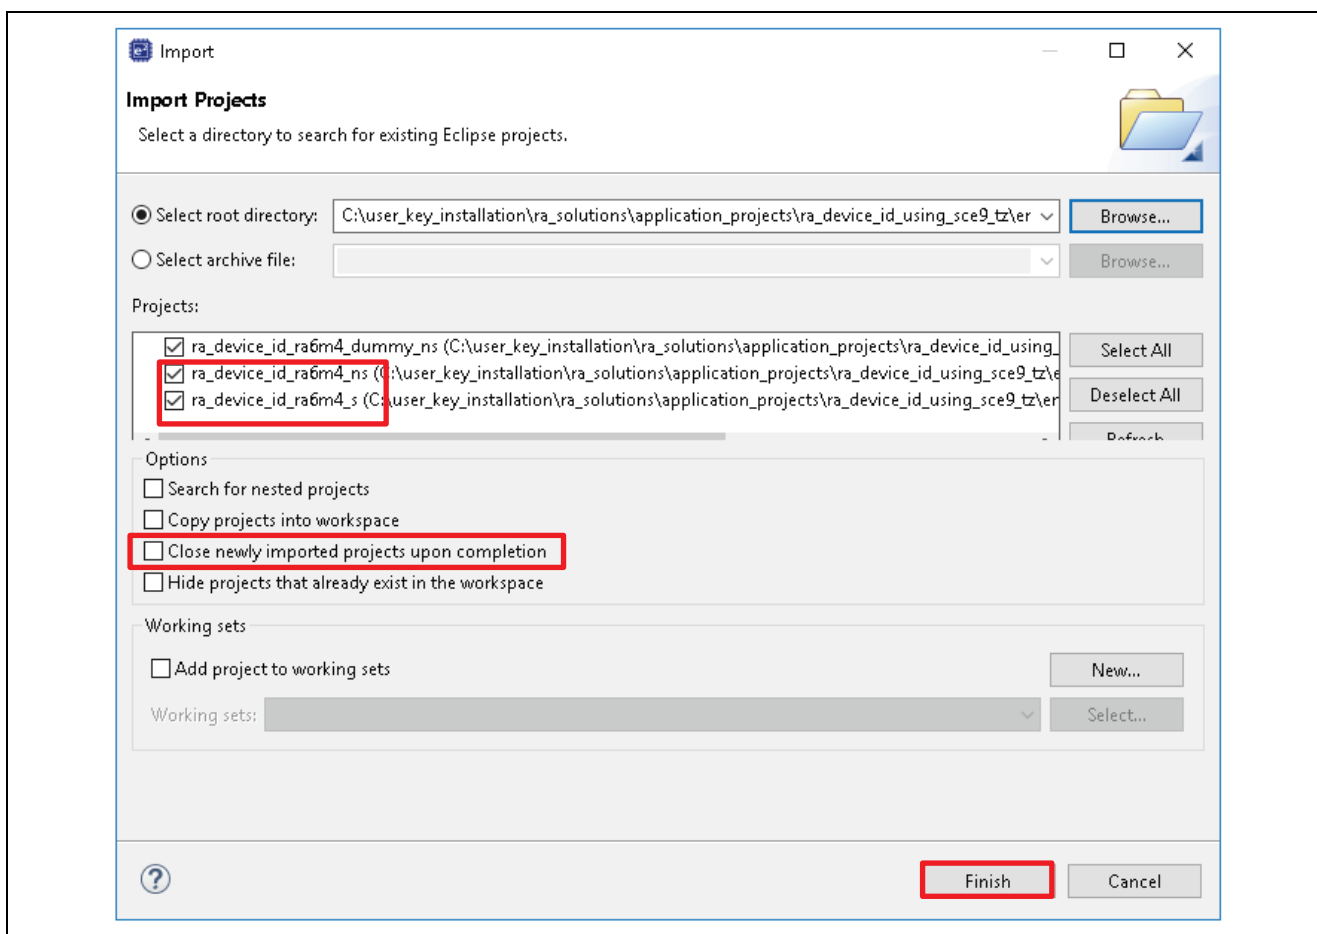 Import
Import Projects
Select a directory to search for existing Eclipse projects.
Select root directory: C:\user_key_installation\ra_solutions\application_projects\ra_device_id_using_sce9_tz\er Browse...
Select archive file: Browse...
Projects:
ra_device_id_ra6m4_dummy_ns (C:\user_key_installation\ra_solutions\application_projects\ra_device_id_using_ Select All
ra_device_id_ra6m4_ns (C:\user_key_installation\ra_solutions\application_projects\ra_device_id_using_sce9_tz\e
ra_device_id_ra6m4_s (C:\user_key_installation\ra_solutions\application_projects\ra_device_id_using_sce9_tz\er Deselect All
Refresh
Options
Search for nested projects
Copy projects into workspace
Close newly imported projects upon completion
Hide projects that already exist in the workspace
Working sets
Add project to working sets New...
Working sets: Select...
? Finish Cancel